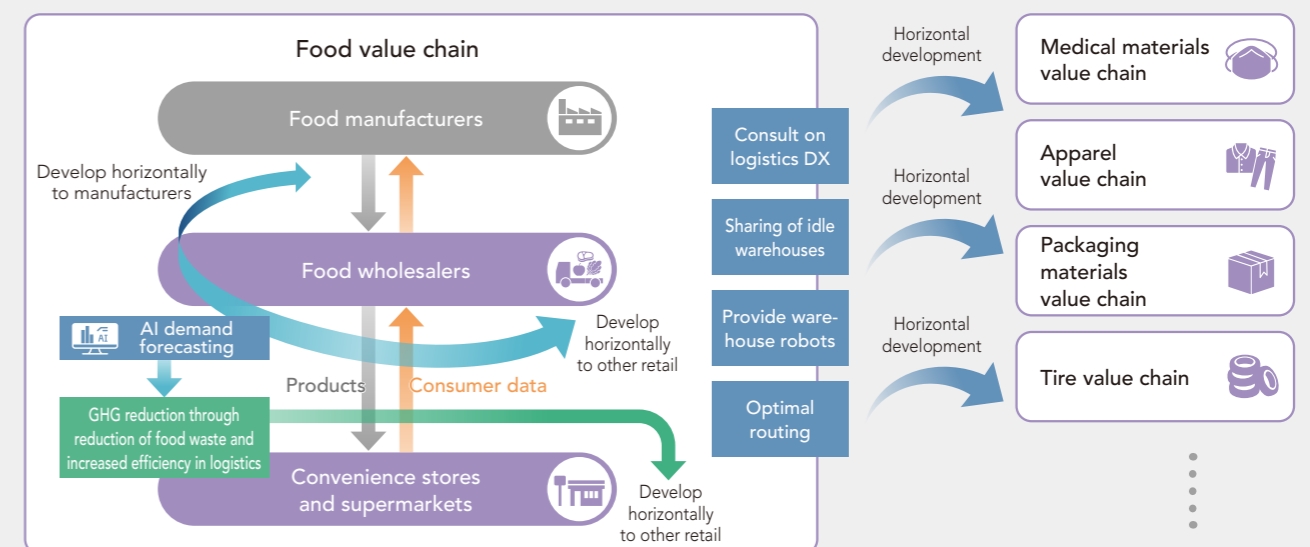 Food value chain
Food manufacturers
Develop horizontally
to manufacturers
Food wholesalers
AI
AI demand
forecasting
Develop
horizontally
to other retail
Products
Consumer data
GHG reduction through
reduction of food waste and
increased efficiency in logistics
Convenience stores
and supermarkets
Develop
horizontally
to other retail
Consult on
logistics DX
Sharing of idle
warehouses
Provide ware-
house robots
Optimal
routing
Horizontal
development
Horizontal
development
Horizontal
development
Medical materials
value chain
Apparel
value chain
Packaging
materials
value chain
Tire value chain